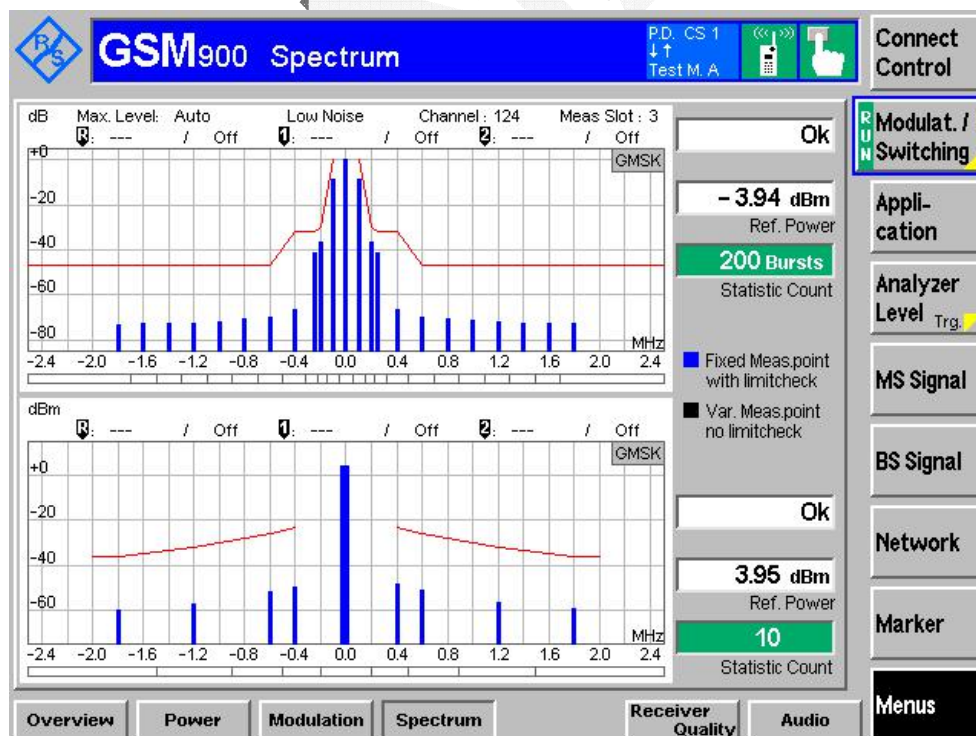 R/S
GSM900 Spectrum
P.D. CS 1
↓↑
Test M. A
Connect
Control
dB Max. Level: Auto Low Noise Channel : 124 Meas Slot : 3
R: --- / Off 1: --- / Off 2: --- / Off
GMSK
+0
-20
-40
-60
-80
MHz
-2.4 -2.0 -1.6 -1.2 -0.8 -0.4 0.0 0.4 0.8 1.2 1.6 2.0 2.4
Ok
- 3.94 dBm
Ref. Power
200 Bursts
Statistic Count
Fixed Meas.point
with limitcheck
Var. Meas.point
no limitcheck
dBm
R: --- / Off 1: --- / Off 2: --- / Off
GMSK
+0
-20
-40
-60
MHz
-2.4 -2.0 -1.6 -1.2 -0.8 -0.4 0.0 0.4 0.8 1.2 1.6 2.0 2.4
Ok
3.95 dBm
Ref. Power
10
Statistic Count
RUN
Modulat. /
Switching
Appli-
cation
Analyzer
Level Trg.
MS Signal
BS Signal
Network
Marker
Menus
Overview Power Modulation Spectrum Receiver
Quality Audio